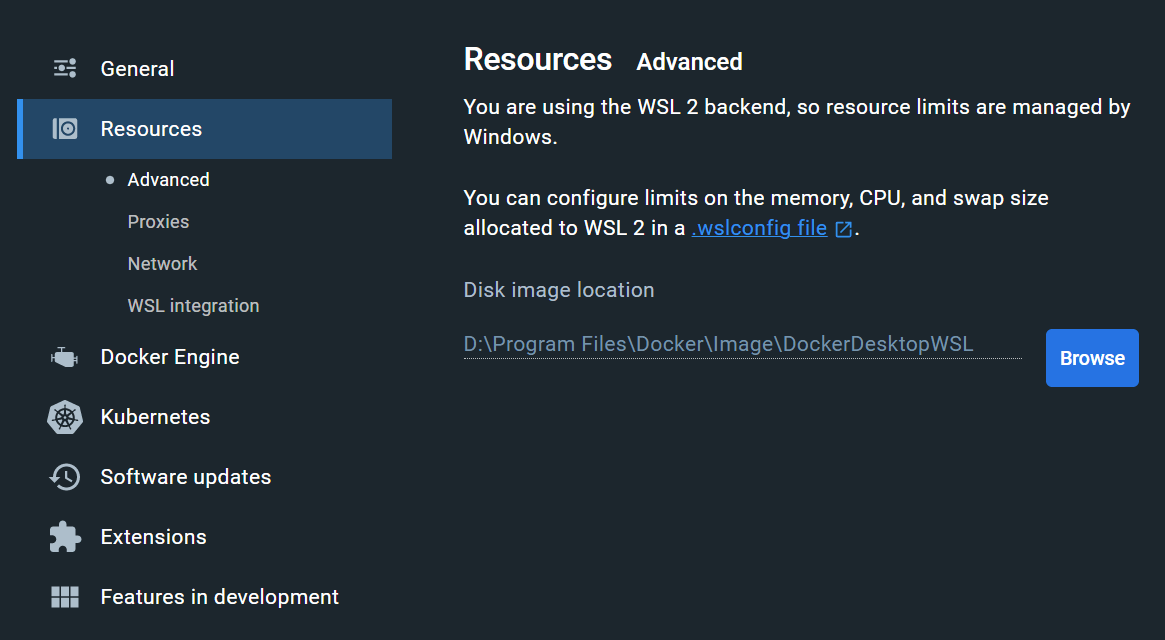 General
Resources
Advanced
Proxies
Network
WSL integration
Docker Engine
Kubernetes
Software updates
Extensions
Features in development
Resources Advanced
You are using the WSL 2 backend, so resource limits are managed by
Windows.
You can configure limits on the memory, CPU, and swap size
allocated to WSL 2 in a .wslconfig file .
Disk image location
D:\Program Files\Docker\Image\DockerDesktopWSL
Browse